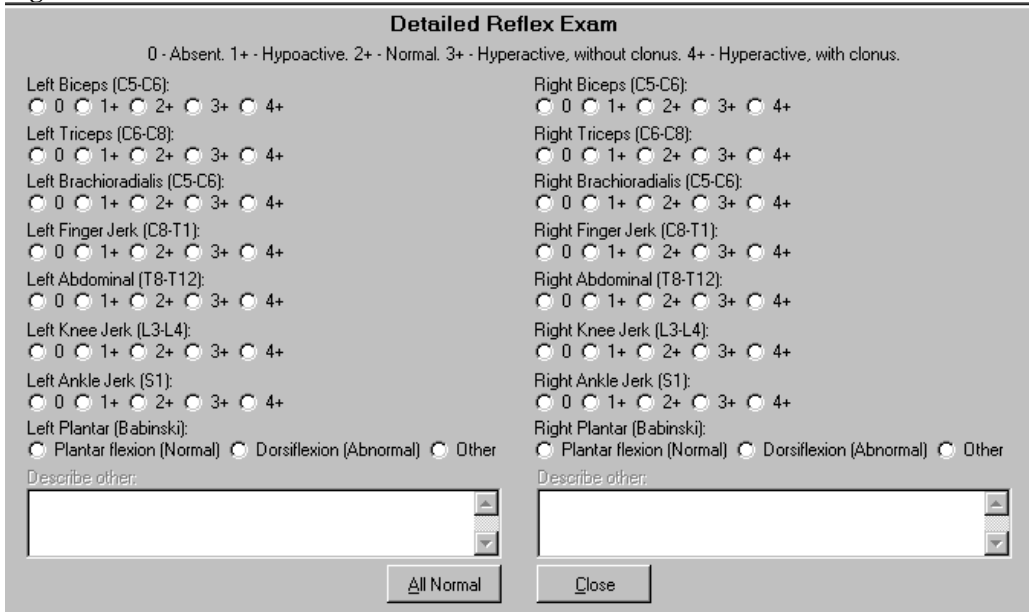 Detailed Reflex Exam
0 - Absent. 1+ - Hypoactive. 2+ - Normal. 3+ - Hyperactive, without clonus. 4+ - Hyperactive, with clonus.
Left Biceps (C5-C6):
0 1+ 2+ 3+ 4+
Left Triceps (C6-C8):
0 1+ 2+ 3+ 4+
Left Brachioradialis (C5-C6):
0 1+ 2+ 3+ 4+
Left Finger Jerk (C8-T1):
0 1+ 2+ 3+ 4+
Left Abdominal (T8-T12):
0 1+ 2+ 3+ 4+
Left Knee Jerk (L3-L4):
0 1+ 2+ 3+ 4+
Left Ankle Jerk (S1):
0 1+ 2+ 3+ 4+
Left Plantar (Babinski):
Plantar flexion (Normal) Dorsiflexion (Abnormal) Other
Describe other:
Right Biceps (C5-C6):
0 1+ 2+ 3+ 4+
Right Triceps (C6-C8):
0 1+ 2+ 3+ 4+
Right Brachioradialis (C5-C6):
0 1+ 2+ 3+ 4+
Right Finger Jerk (C8-T1):
0 1+ 2+ 3+ 4+
Right Abdominal (T8-T12):
0 1+ 2+ 3+ 4+
Right Knee Jerk (L3-L4):
0 1+ 2+ 3+ 4+
Right Ankle Jerk (S1):
0 1+ 2+ 3+ 4+
Right Plantar (Babinski):
Plantar flexion (Normal) Dorsiflexion (Abnormal) Other
Describe other:
All Normal
Close